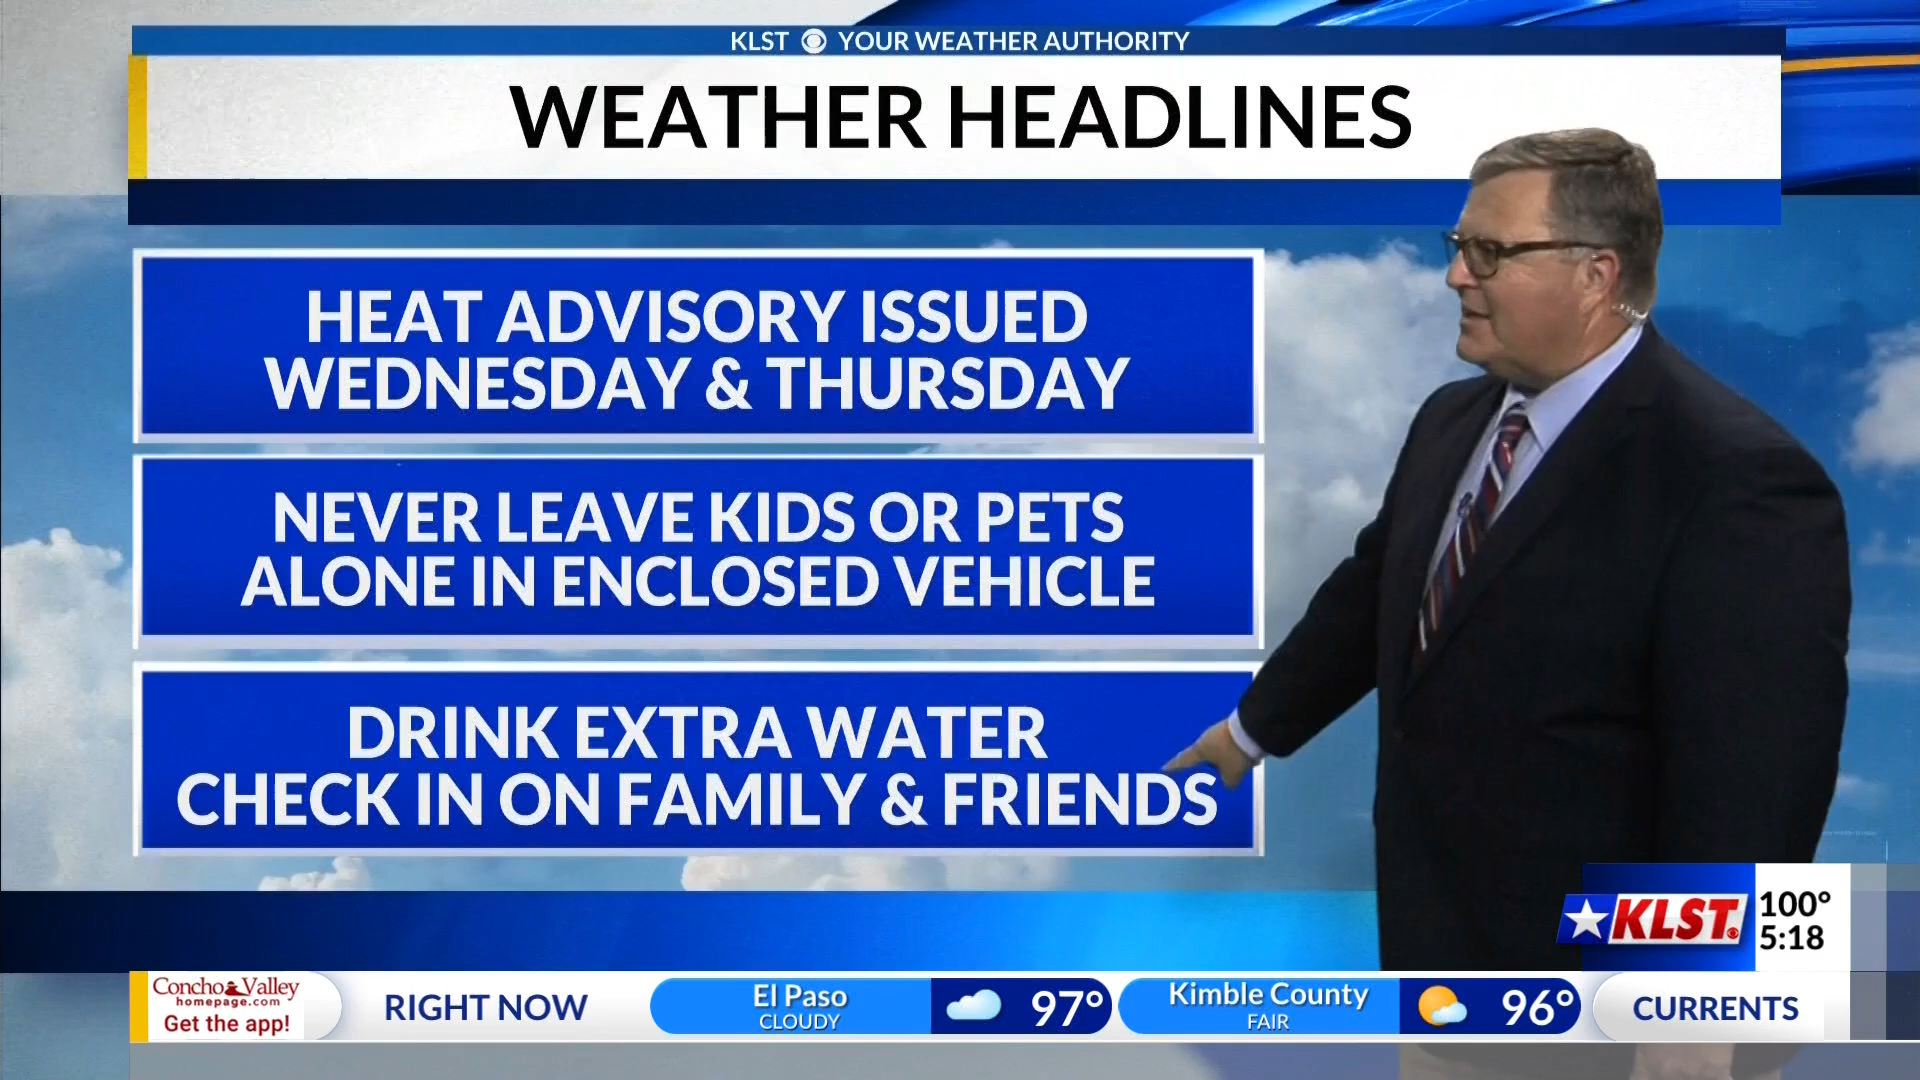 KLST YOUR WEATHER AUTHORITY
WEATHER HEADLINES
HEAT ADVISORY ISSUED
WEDNESDAY & THURSDAY
NEVER LEAVE KIDS OR PETS
ALONE IN ENCLOSED VEHICLE
DRINK EXTRA WATER
CHECK IN ON FAMILY & FRIENDS
KLST
100°
5:18
Concho Valley
homepage.com
Get the app!
RIGHT NOW
El Paso
CLOUDY
97°
Kimble County
FAIR
96°
CURRENTS